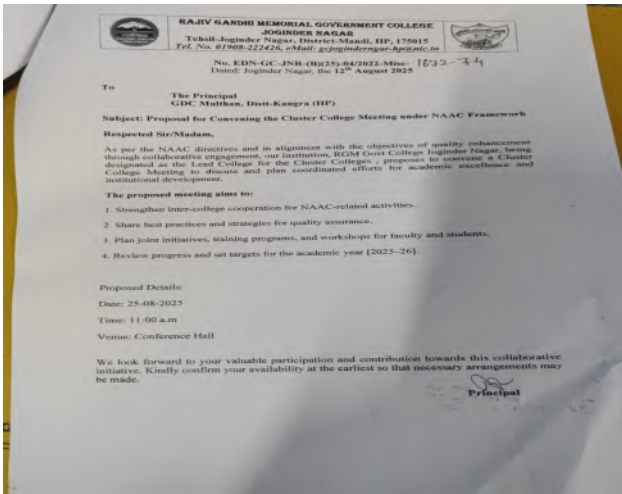 RAJIV GANDHI MEMORIAL GOVERNMENT COLLEGE
JOGINDER NAGAR
Tehsil-Joginder Nagar, District-Mandi, HP, 175015
Tel. No. 01908-222426, eMail: gcjogindernagar-hp@nic.in
No. EDN-GC-JNR-(B)(25)-04/2022-Misc- 1672-74
Dated: Joginder Nagar, the 12th August 2025
To
The Principal
GDC Multhan, Distt-Kangra (HP)
Subject: Proposal for Convening the Cluster College Meeting under NAAC Framework
Respected Sir/Madam,
As per the NAAC directives and in alignment with the objectives of quality enhancement
through collaborative engagement, our institution, RGM Govt College Joginder Nagar, being
designated as the Lead College for the Cluster Colleges , proposes to convene a Cluster
College Meeting to discuss and plan coordinated efforts for academic excellence and
institutional development.
The proposed meeting aims to:
1. Strengthen inter-college cooperation for NAAC-related activities.
2. Share best practices and strategies for quality assurance.
3. Plan joint initiatives, training programs, and workshops for faculty and students.
4. Review progress and set targets for the academic year [2025–26].
Proposed Details:
Date: 25-08-2025
Time: 11:00 a.m
Venue: Conference Hall
We look forward to your valuable participation and contribution towards this collaborative
initiative. Kindly confirm your availability at the earliest so that necessary arrangements may
be made.
Principal